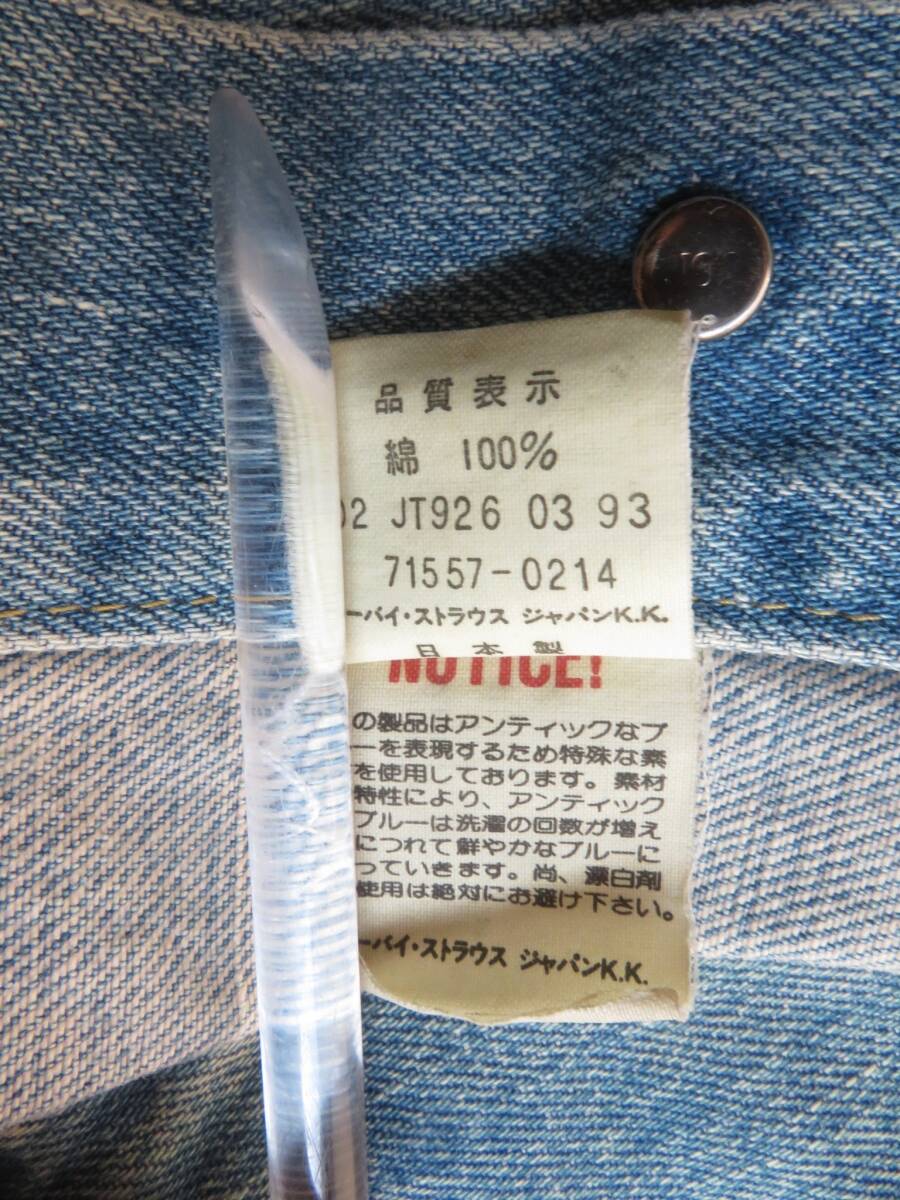 J5
品質表示
綿 100%
02 JT926 03 93
71557-0214
ーバイ・ストラウス ジャパンK.K.
日本製
NOTICE!
の製品はアンティックなブ
ーを表現するため特殊な素
を使用しております。素材
特性により、アンティック
ブルーは洗濯の回数が増え
につれて鮮やかなブルーに
っていきます。尚、漂白剤
使用は絶対にお避け下さい。
ーバイ・ストラウス ジャパンK.K.